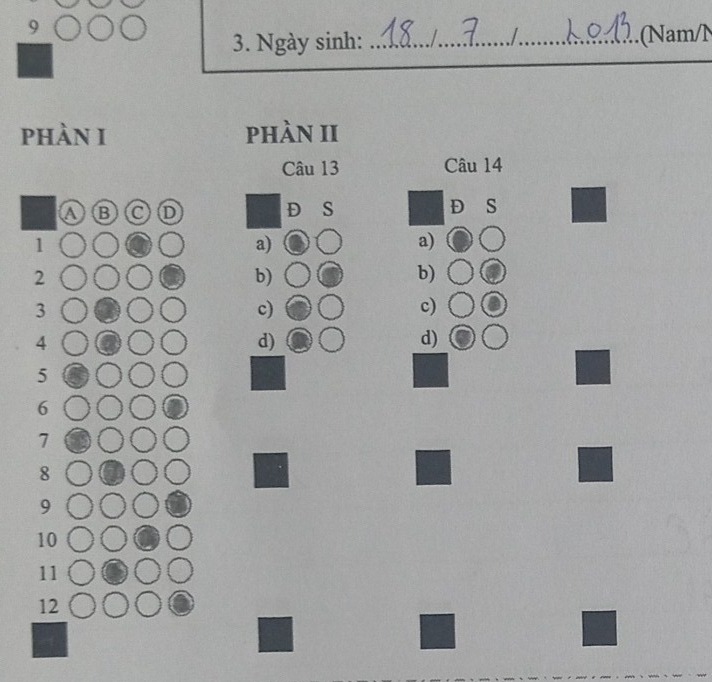 9
3. Ngày sinh: 18 / 7 / 2013 (Nam/N
PHẦN I
PHẦN II
Câu 13
Câu 14
A B C D
Đ S
Đ S
1
a)
a)
2
b)
b)
3
c)
c)
4
d)
d)
5
6
7
8
9
10
11
12